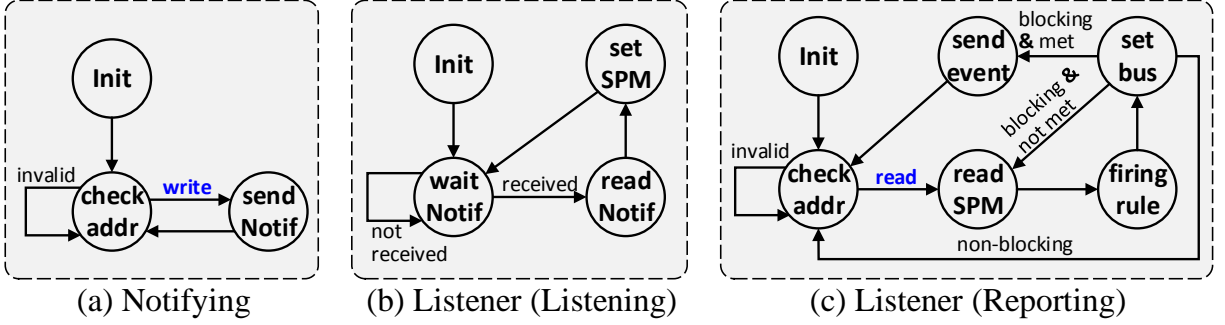 Init
invalid
check
addr
write
send
Notif
(a) Notifying
Init
set
SPM
wait
Notif
received
read
Notif
not
received
(b) Listener (Listening)
Init
send
event
blocking
& met
set
bus
blocking &
not met
invalid
check
addr
read
read
SPM
firing
rule
non-blocking
(c) Listener (Reporting)